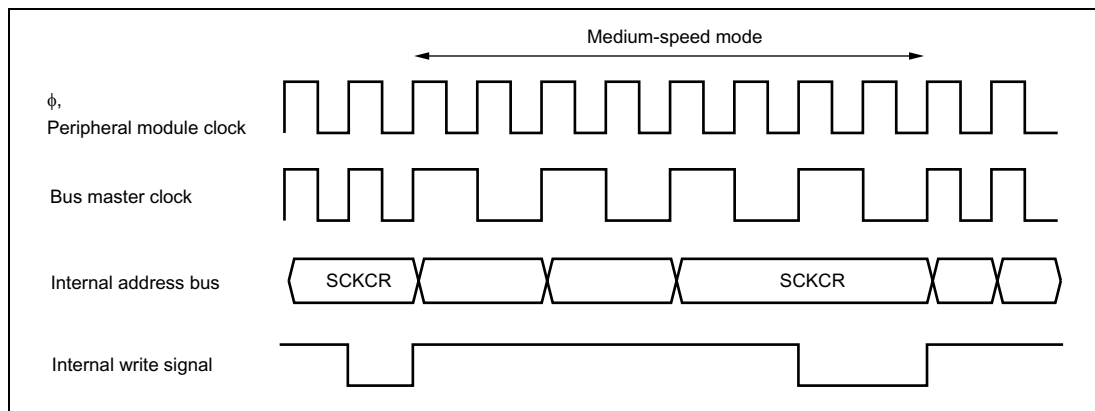 Medium-speed mode
ϕ,
Peripheral module clock
Bus master clock
Internal address bus
SCKCR
SCKCR
Internal write signal